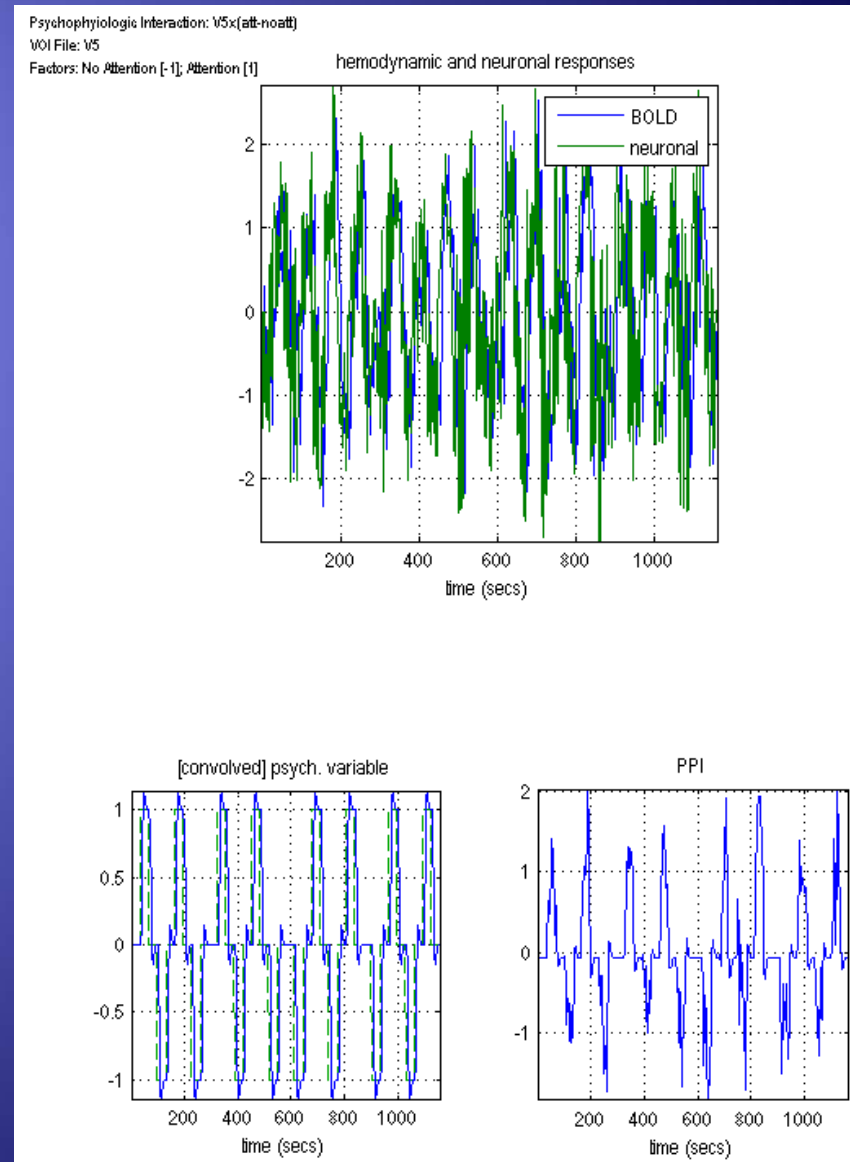 Psychophyiologic Interaction: V5x(att-noatt)
VOI File: V5
Factors: No Attention [-1]; Attention [1]
hemodynamic and neuronal responses
BOLD
neuronal
2
1
0
-1
-2
200 400 600 800 1000
time (secs)
[convolved] psych. variable
1
0.5
0
-0.5
-1
200 400 600 800 1000
time (secs)
PPI
2
1
0
-1
200 400 600 800 1000
time (secs)